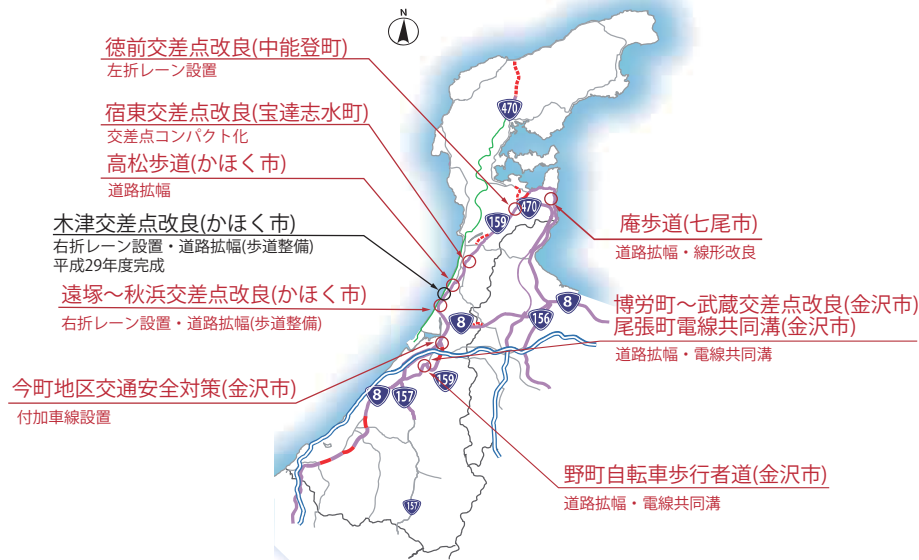 N
徳前交差点改良(中能登町)
左折レーン設置
宿東交差点改良(宝達志水町)
交差点コンパクト化
高松歩道(かほく市)
道路拡幅
木津交差点改良(かほく市)
右折レーン設置・道路拡幅(歩道整備)
平成29年度完成
遠塚～秋浜交差点改良(かほく市)
右折レーン設置・道路拡幅(歩道整備)
今町地区交通安全対策(金沢市)
付加車線設置
庵歩道(七尾市)
道路拡幅・線形改良
博労町～武蔵交差点改良(金沢市)
尾張町電線共同溝(金沢市)
道路拡幅・電線共同溝
野町自転車歩行者道(金沢市)
道路拡幅・電線共同溝
470
470
159
8
156
8
159
8
157
157